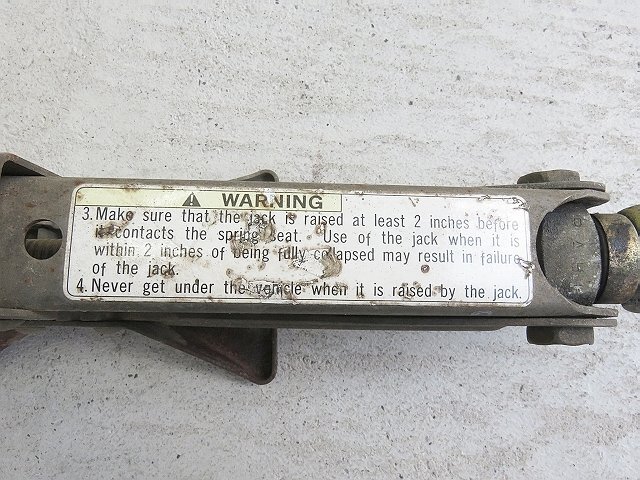 WARNING
3. Make sure that the jack is raised at least 2 inches before
it contacts the spring seat. Use of the jack when it is
within 2 inches of being fully collapsed may result in failure
of the jack.
4. Never get under the vehicle when it is raised by the jack.